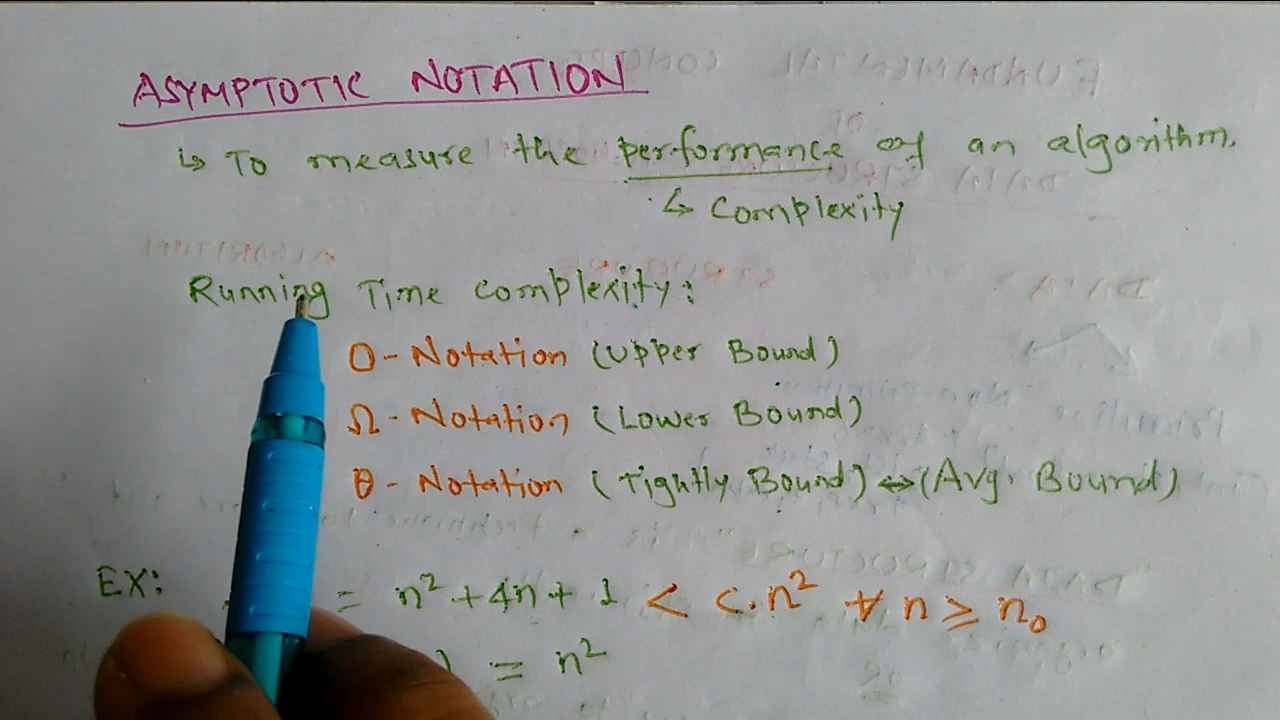 ASYMPTOTIC NOTATION
↳ To measure the performance of an algorithm.
↳ Complexity
Running Time complexity:
O - Notation (Upper Bound)
Ω - Notation (Lower Bound)
θ - Notation (Tightly Bound) ↔ (Avg. Bound)
EX: = n² + 4n + 1 < c.n² ∀ n ≥ n₀
) = n²